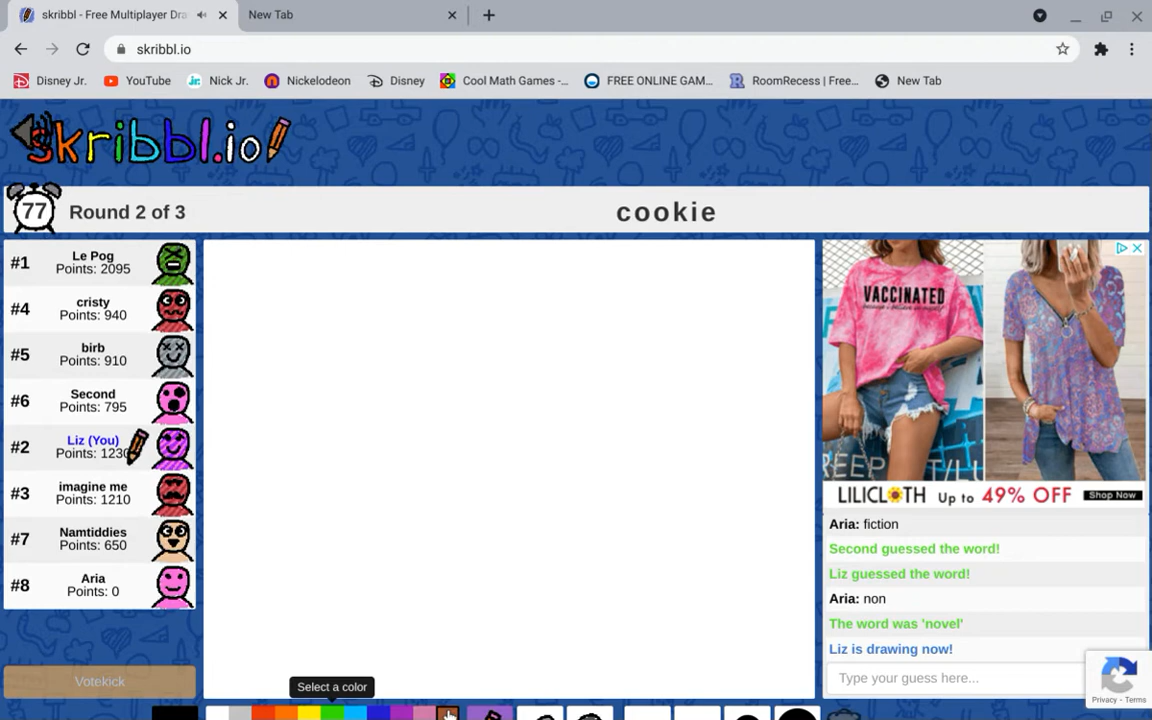 skribbl - Free Multiplayer Dra
New Tab
skribbl.io
Disney Jr.
YouTube
Nick Jr.
Nickelodeon
Disney
Cool Math Games -...
FREE ONLINE GAM...
RoomRecess | Free...
New Tab
skribbl.io
77
Round 2 of 3
cookie
#1
Le Pog
Points: 2095
#4
cristy
Points: 940
#5
birb
Points: 910
#6
Second
Points: 795
#2
Liz (You)
Points: 1230
#3
imagine me
Points: 1210
#7
Namtiddies
Points: 650
#8
Aria
Points: 0
Votekick
Select a color
VACCINATED
LILICLOTH Up to 49% OFF Shop Now
Aria: fiction
Second guessed the word!
Liz guessed the word!
Aria: non
The word was 'novel'
Liz is drawing now!
Type your guess here...
Privacy - Terms